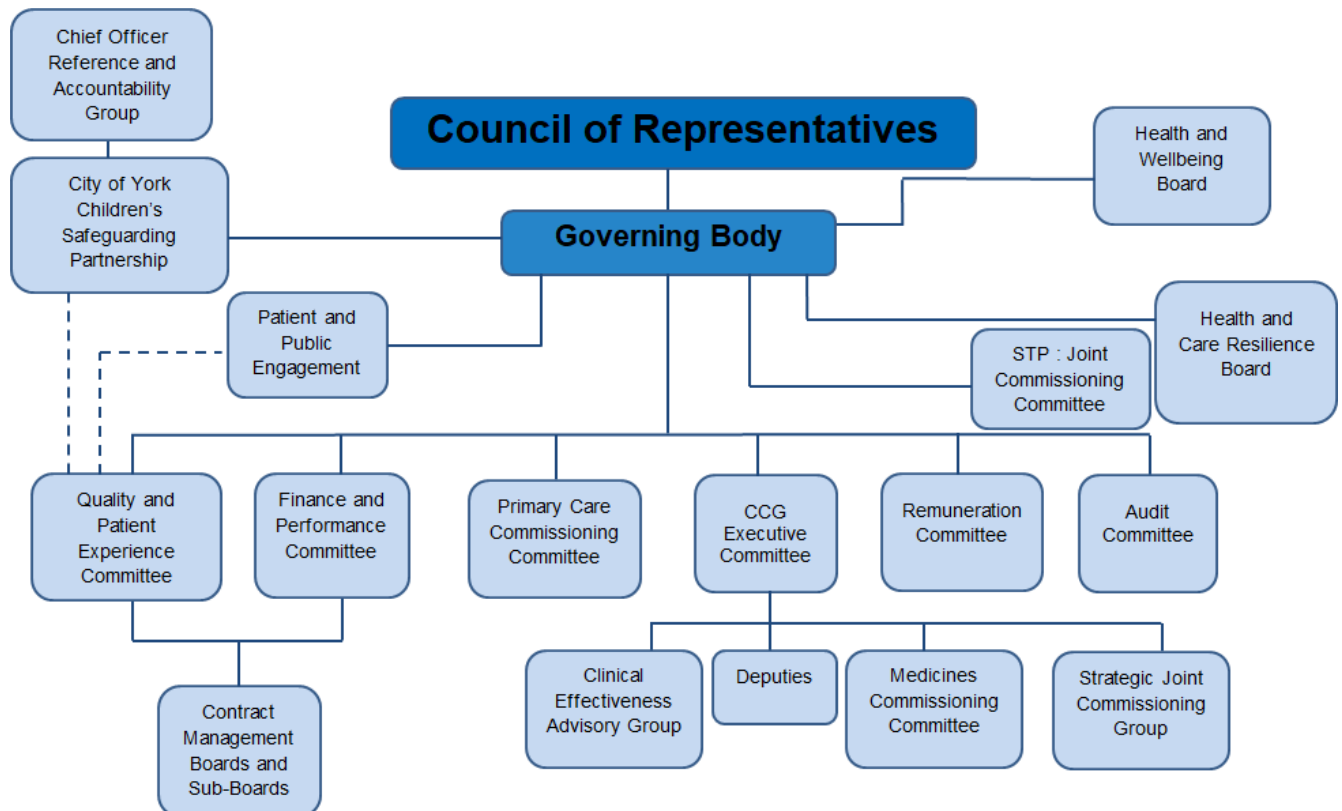 Chief Officer
Reference and
Accountability
Group
Council of Representatives
Health and
Wellbeing
Board
City of York
Children’s
Safeguarding
Partnership
Governing Body
Patient and
Public
Engagement
STP : Joint
Commissioning
Committee
Health and
Care Resilience
Board
Quality and
Patient
Experience
Committee
Finance and
Performance
Committee
Primary Care
Commissioning
Committee
CCG
Executive
Committee
Remuneration
Committee
Audit
Committee
Contract
Management
Boards and
Sub-Boards
Clinical
Effectiveness
Advisory Group
Deputies
Medicines
Commissioning
Committee
Strategic Joint
Commissioning
Group